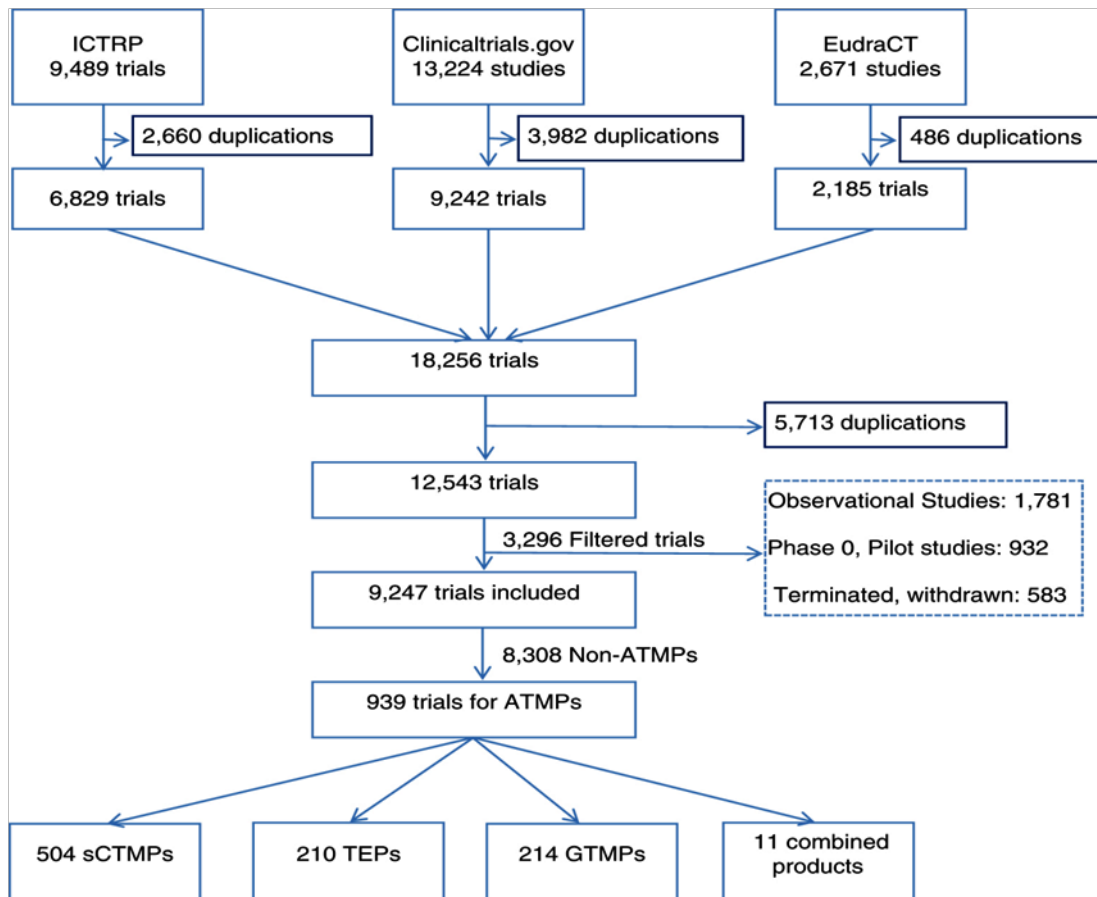 ICTRP
9,489 trials
Clinicaltrials.gov
13,224 studies
EudraCT
2,671 studies
2,660 duplications
3,982 duplications
486 duplications
6,829 trials
9,242 trials
2,185 trials
18,256 trials
5,713 duplications
12,543 trials
3,296 Filtered trials
Observational Studies: 1,781
Phase 0, Pilot studies: 932
Terminated, withdrawn: 583
9,247 trials included
8,308 Non-ATMPs
939 trials for ATMPs
504 sCTMPs
210 TEPs
214 GTMPs
11 combined
products